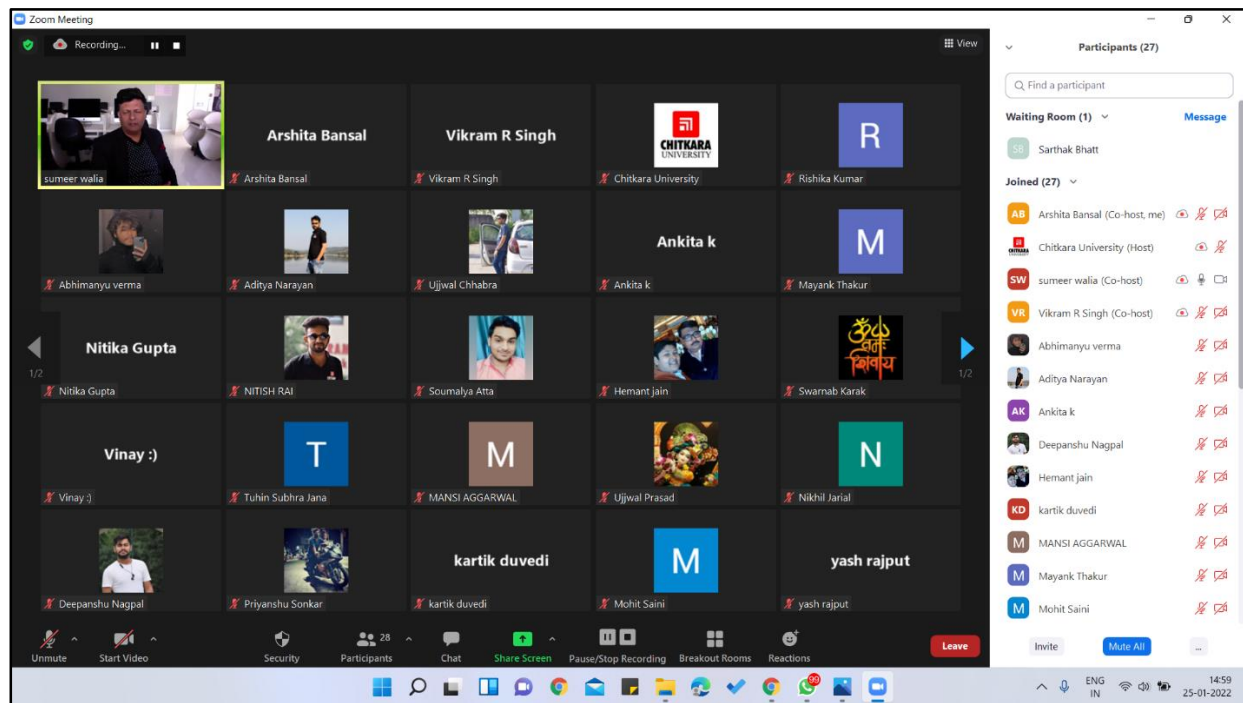 Zoom Meeting
Recording...
View
Arshita Bansal
Vikram R Singh
CHITKARA
UNIVERSITY
R
sumeer walia
Arshita Bansal
Vikram R Singh
Chitkara University
Rishika Kumar
Ankita k
M
Abhimanyu verma
Aditya Narayan
Ujjwal Chhabra
Ankita k
Mayank Thakur
Nitika Gupta
ॐ
नमः
शिवाय
1/2
1/2
Nitika Gupta
NITISH RAI
Soumalya Atta
Hemant jain
Swarnab Karak
Vinay :)
T
M
N
Vinay :)
Tuhin Subhra Jana
MANSI AGGARWAL
Ujjwal Prasad
Nikhil Jarial
kartik duvedi
M
yash rajput
Deepanshu Nagpal
Priyanshu Sonkar
kartik duvedi
Mohit Saini
yash rajput
28
Unmute
Start Video
Security
Participants
Chat
Share Screen
Pause/Stop Recording
Breakout Rooms
Reactions
Leave
Participants (27)
Find a participant
Waiting Room (1)
Message
SB
Sarthak Bhatt
Joined (27)
AB
Arshita Bansal (Co-host, me)
CHITKARA
Chitkara University (Host)
SW
sumeer walia (Co-host)
VR
Vikram R Singh (Co-host)
Abhimanyu verma
Aditya Narayan
AK
Ankita k
Deepanshu Nagpal
Hemant jain
KD
kartik duvedi
M
MANSI AGGARWAL
M
Mayank Thakur
M
Mohit Saini
Invite
Mute All
...
99
ENG
IN
14:59
25-01-2022